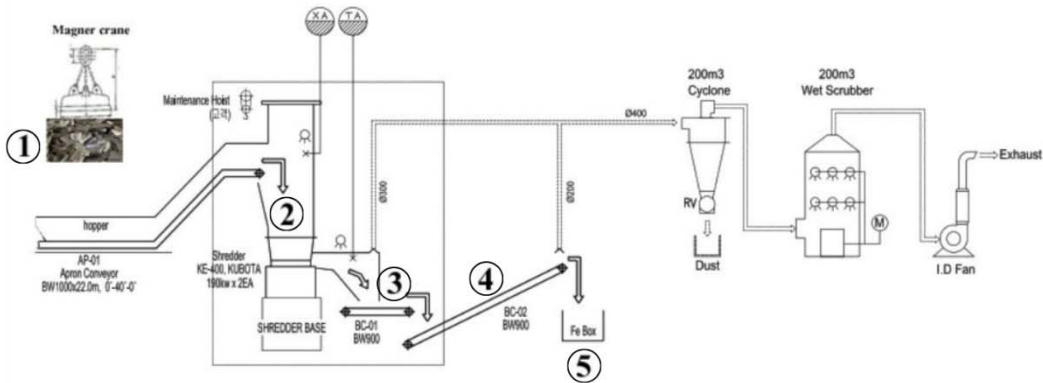 Magner crane
①
XA
TA
Maintenance Hoist
②
hopper
AP-01
Apron Conveyor
BW1000x22.0m, 0'-40'-0'
Shredder
KE-400, KUBOTA
190kw x 2EA
SHREDDER BASE
③
BC-01
BW900
④
BC-02
BW900
Fe Box
⑤
Ø300
Ø200
Ø400
200m3
Cyclone
RV
Dust
200m3
Wet Scrubber
M
Exhaust
I.D Fan